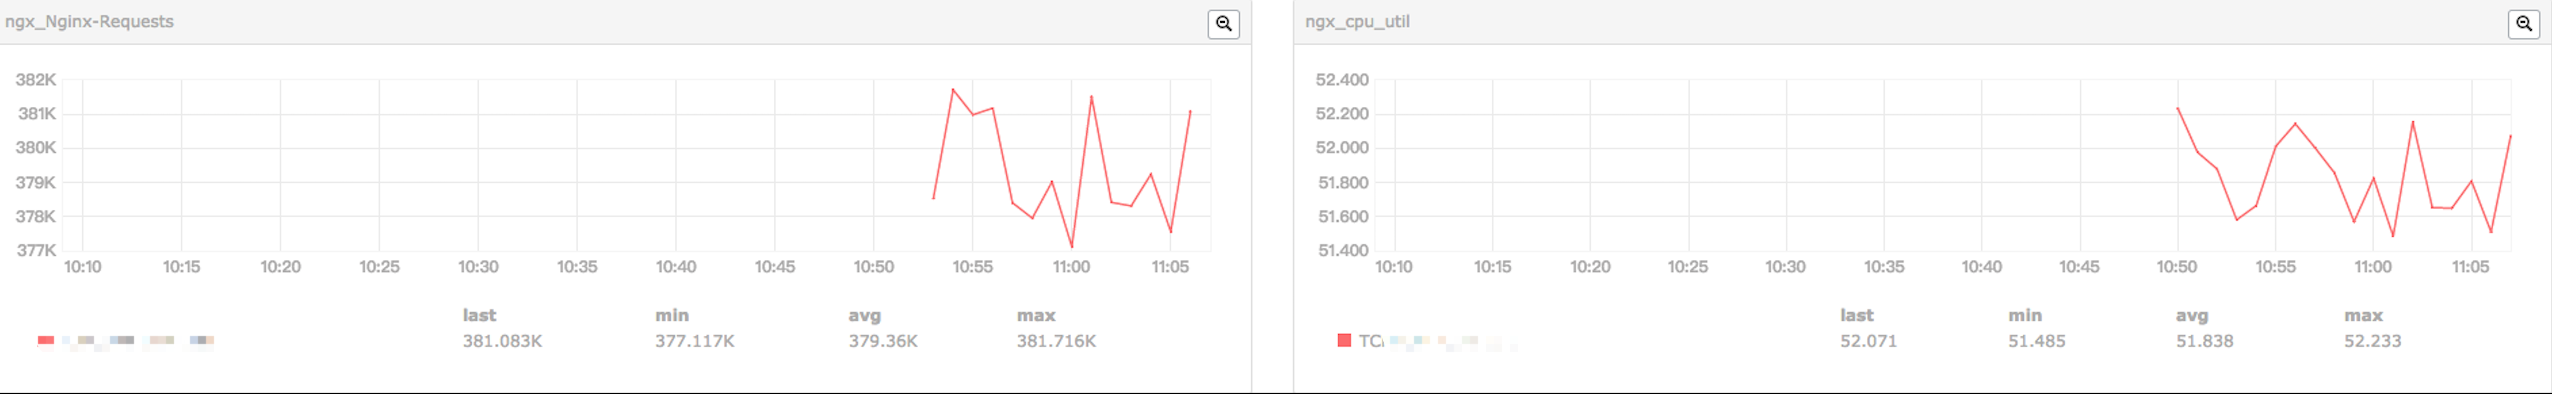 ngx_Nginx-Requests
382K
381K
380K
379K
378K
377K
10:10 10:15 10:20 10:25 10:30 10:35 10:40 10:45 10:50 10:55 11:00 11:05
last min avg max
381.083K 377.117K 379.36K 381.716K
ngx_cpu_util
52.400
52.200
52.000
51.800
51.600
51.400
10:10 10:15 10:20 10:25 10:30 10:35 10:40 10:45 10:50 10:55 11:00 11:05
last min avg max
52.071 51.485 51.838 52.233